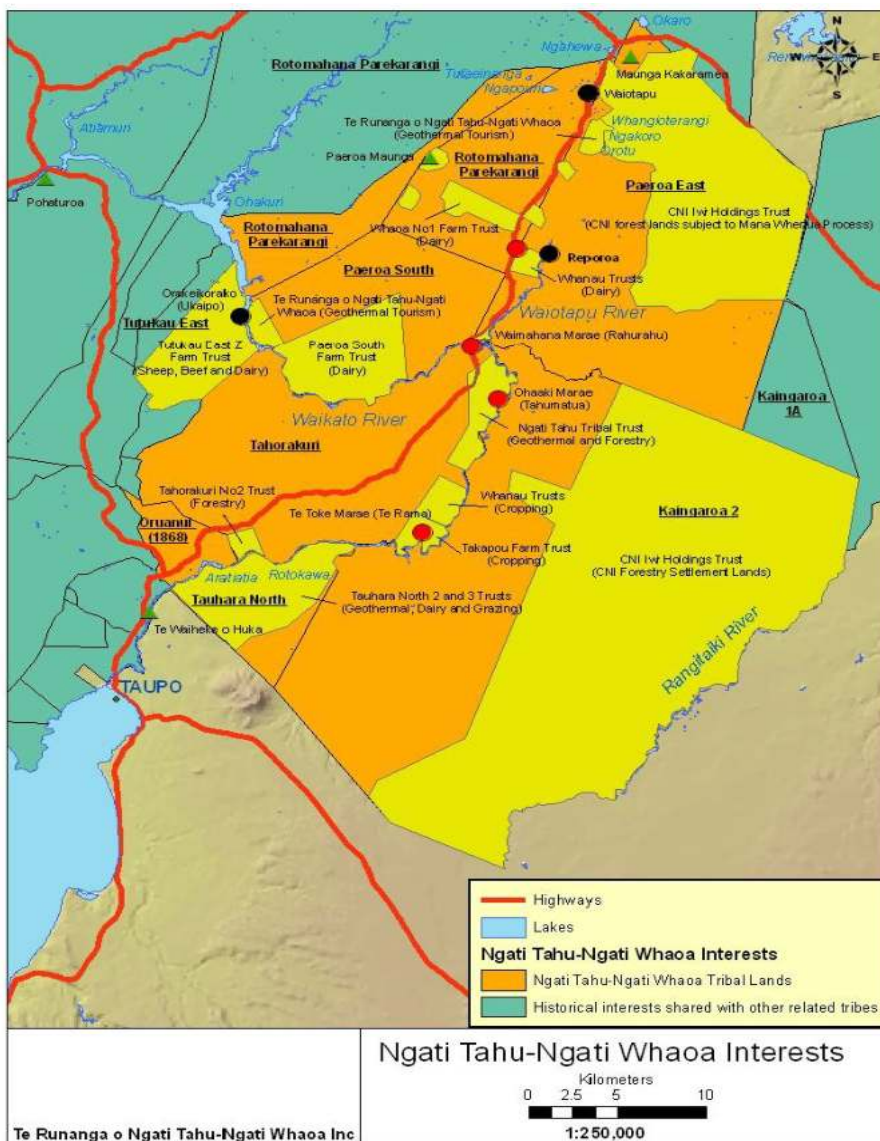 Okaro
N
W E
S
Ngahewa
Rotomahana Parekarangi
Maunga Kakaramea
Tutaeinanga
Ngapouri
Waiotapu
Atiamuri
Te Runanga o Ngati Tahu-Ngati Whaoa
(Geothermal Tourism)
Whangioterangi
Ngakoro
Orotu
Paeroa Maunga
Rotomahana
Parekarangi
Pohaturoa
Ohakuri
Paeroa East
Rotomahana
Parekarangi
Whaoa No1 Farm Trust
(Dairy)
CNI Iwi Holdings Trust
(CNI forest lands subject to Mana Whenua Process)
Paeroa South
Reporoa
Orakeikorako
(Ukaipo)
Te Runanga o Ngati Tahu-Ngati
Whaoa (Geothermal Tourism)
Whanau Trusts
(Dairy)
Waiotapu River
Tutukau East
Tutukau East Z
Farm Trust
(Sheep, Beef and Dairy)
Paeroa South
Farm Trust
(Dairy)
Waimahana Marae (Rahurahu)
Ohaaki Marae
(Tahumatua)
Kaingaroa
1A
Waikato River
Ngati Tahu Tribal Trust
(Geothermal and Forestry)
Tahorakuri
Tahorakuri No2 Trust
(Forestry)
Whanau Trusts
(Cropping)
Te Toke Marae (Te Rama)
Kaingaroa 2
Oruanui
(1868)
Takapou Farm Trust
(Cropping)
CNI Iwi Holdings Trust
(CNI Forestry Settlement Lands)
Aratiatia
Rotokawa
Tauhara North
Tauhara North 2 and 3 Trusts
(Geothermal, Dairy and Grazing)
Te Waiheke o Huka
Rangitaiki River
TAUPO
Highways
Lakes
Ngati Tahu-Ngati Whaoa Interests
Ngati Tahu-Ngati Whaoa Tribal Lands
Historical interests shared with other related tribes
Ngati Tahu-Ngati Whaoa Interests
Kilometers
0 2.5 5 10
1:250,000
Te Runanga o Ngati Tahu-Ngati Whaoa Inc